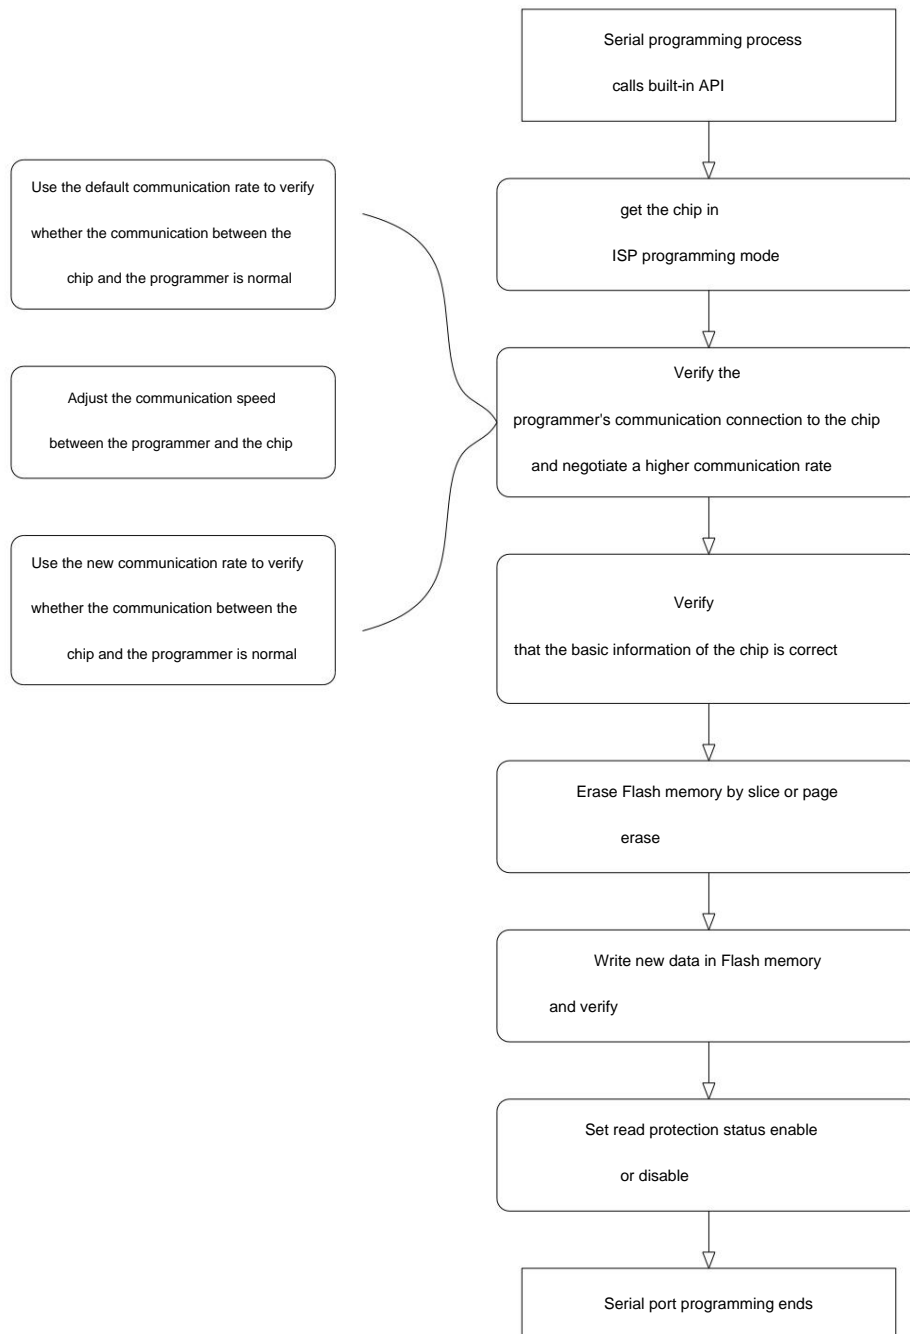 Serial programming process
calls built-in API
get the chip in
ISP programming mode
Use the default communication rate to verify
whether the communication between the
chip and the programmer is normal
Adjust the communication speed
between the programmer and the chip
Use the new communication rate to verify
whether the communication between the
chip and the programmer is normal
Verify the
programmer's communication connection to the chip
and negotiate a higher communication rate
Verify
that the basic information of the chip is correct
Erase Flash memory by slice or page
erase
Write new data in Flash memory
and verify
Set read protection status enable
or disable
Serial port programming ends